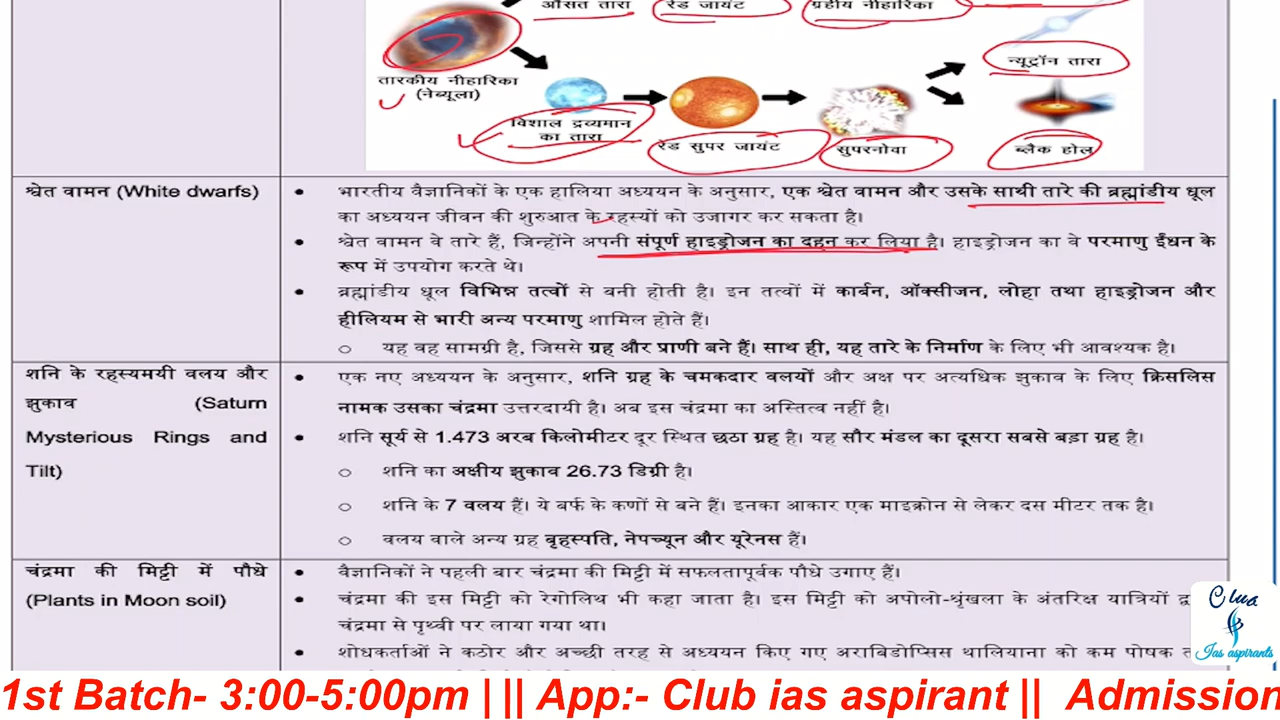 औसत तारा रेड जायंट ग्रहीय नीहारिका
न्यूट्रॉन तारा
तारकीय नीहारिका
(नेब्यूला)
विशाल द्रव्यमान
का तारा
रेड सुपर जायंट
सुपरनोवा
ब्लैक होल
श्वेत वामन (White dwarfs)
• भारतीय वैज्ञानिकों के एक हालिया अध्ययन के अनुसार, एक श्वेत वामन और उसके साथी तारे की ब्रह्मांडीय धूल
का अध्ययन जीवन की शुरुआत के रहस्यों को उजागर कर सकता है।
• श्वेत वामन वे तारे हैं, जिन्होंने अपनी संपूर्ण हाइड्रोजन का दहन कर लिया है। हाइड्रोजन का वे परमाणु ईंधन के
रूप में उपयोग करते थे।
• ब्रह्मांडीय धूल विभिन्न तत्वों से बनी होती है। इन तत्वों में कार्बन, ऑक्सीजन, लोहा तथा हाइड्रोजन और
हीलियम से भारी अन्य परमाणु शामिल होते हैं।
o यह वह सामग्री है, जिससे ग्रह और प्राणी बने हैं। साथ ही, यह तारे के निर्माण के लिए भी आवश्यक है।
शनि के रहस्यमयी वलय और
झुकाव (Saturn
Mysterious Rings and
Tilt)
• एक नए अध्ययन के अनुसार, शनि ग्रह के चमकदार वलयों और अक्ष पर अत्यधिक झुकाव के लिए क्रिसलिस
नामक उसका चंद्रमा उत्तरदायी है। अब इस चंद्रमा का अस्तित्व नहीं है।
• शनि सूर्य से 1.473 अरब किलोमीटर दूर स्थित छठा ग्रह है। यह सौर मंडल का दूसरा सबसे बड़ा ग्रह है।
o शनि का अक्षीय झुकाव 26.73 डिग्री है।
o शनि के 7 वलय हैं। ये बर्फ के कणों से बने हैं। इनका आकार एक माइक्रोन से लेकर दस मीटर तक है।
o वलय वाले अन्य ग्रह बृहस्पति, नेपच्यून और यूरेनस हैं।
चंद्रमा की मिट्टी में पौधे
(Plants in Moon soil)
• वैज्ञानिकों ने पहली बार चंद्रमा की मिट्टी में सफलतापूर्वक पौधे उगाए हैं।
• चंद्रमा की इस मिट्टी को रेगोलिथ भी कहा जाता है। इस मिट्टी को अपोलो-श्रृंखला के अंतरिक्ष यात्रियों
चंद्रमा से पृथ्वी पर लाया गया था।
• शोधकर्ताओं ने कठोर और अच्छी तरह से अध्ययन किए गए अराबिडोप्सिस थालियाना को कम पोषक
Club
Ias aspirants
1st Batch- 3:00-5:00pm | || App:- Club ias aspirant || Admission